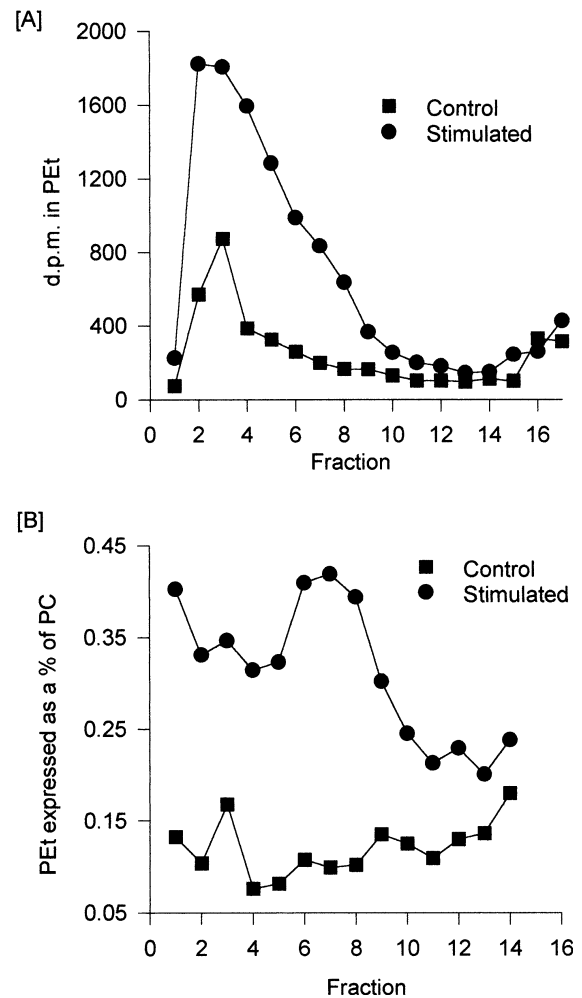 [A]
2000
1600
1200
800
400
0
d.p.m. in PEt
Control
Stimulated
0 2 4 6 8 10 12 14 16
Fraction
[B]
0.45
0.35
0.25
0.15
0.05
PEt expressed as a % of PC
Control
Stimulated
0 2 4 6 8 10 12 14 16
Fraction